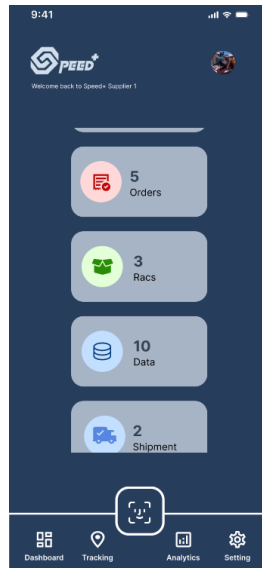 9:41
SPEED+
Welcome back to Speed+ Supplier 1
5
Orders
3
Racs
10
Data
2
Shipment
Dashboard
Tracking
Analytics
Setting